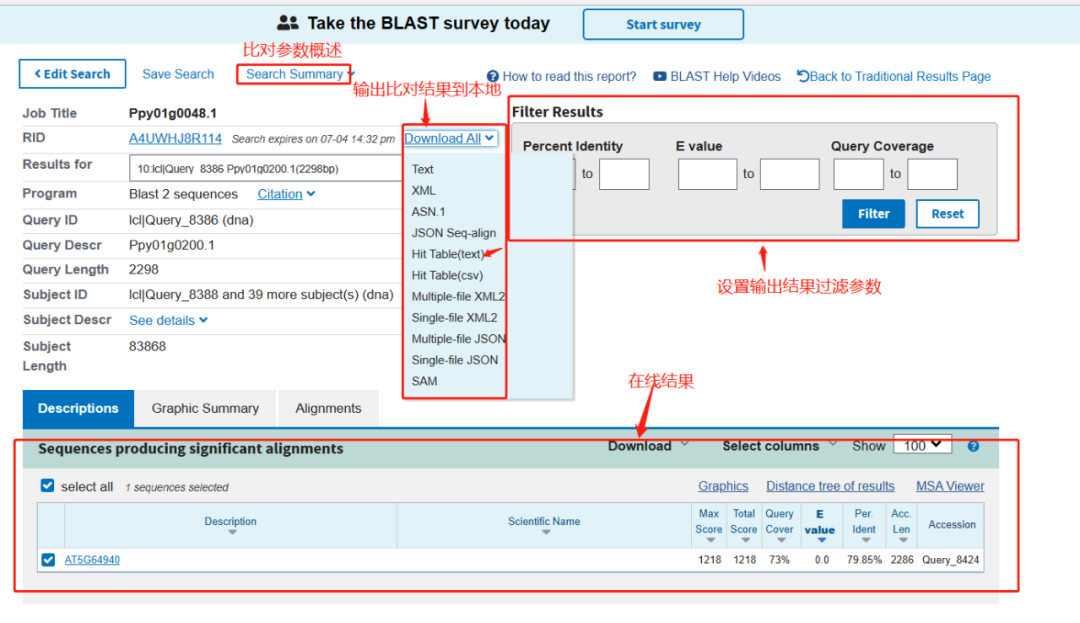 Take the BLAST survey today
Start survey
比对参数概述
Edit Search
Save Search
Search Summary
How to read this report?
BLAST Help Videos
Back to Traditional Results Page
输出比对结果到本地
Job Title
Ppy01g0048.1
RID
A4UWHJ8R114
Search expires on 07-04 14:32 pm
Download All
Results for
10:lcl|Query_8386 Ppy01g0200.1(2298bp)
Program
Blast 2 sequences
Citation
Query ID
lcl|Query_8386 (dna)
Query Descr
Ppy01g0200.1
Query Length
2298
Subject ID
lcl|Query_8388 and 39 more subject(s) (dna)
Subject Descr
See details
Subject
Length
83868
Text
XML
ASN.1
JSON Seq-align
Hit Table(text)
Hit Table(csv)
Multiple-file XML2
Single-file XML2
Multiple-file JSON
Single-file JSON
SAM
Filter Results
Percent Identity
E value
Query Coverage
to
to
to
Filter
Reset
设置输出结果过滤参数
在线结果
Descriptions
Graphic Summary
Alignments
Sequences producing significant alignments
Download
Select columns
Show
100
select all
1 sequences selected
Graphics
Distance tree of results
MSA Viewer
Description
Scientific Name
Max
Score
Total
Score
Query
Cover
E
value
Per.
Ident
Acc.
Len
Accession
AT5G64940
1218
1218
73%
0.0
79.85%
2286
Query_8424